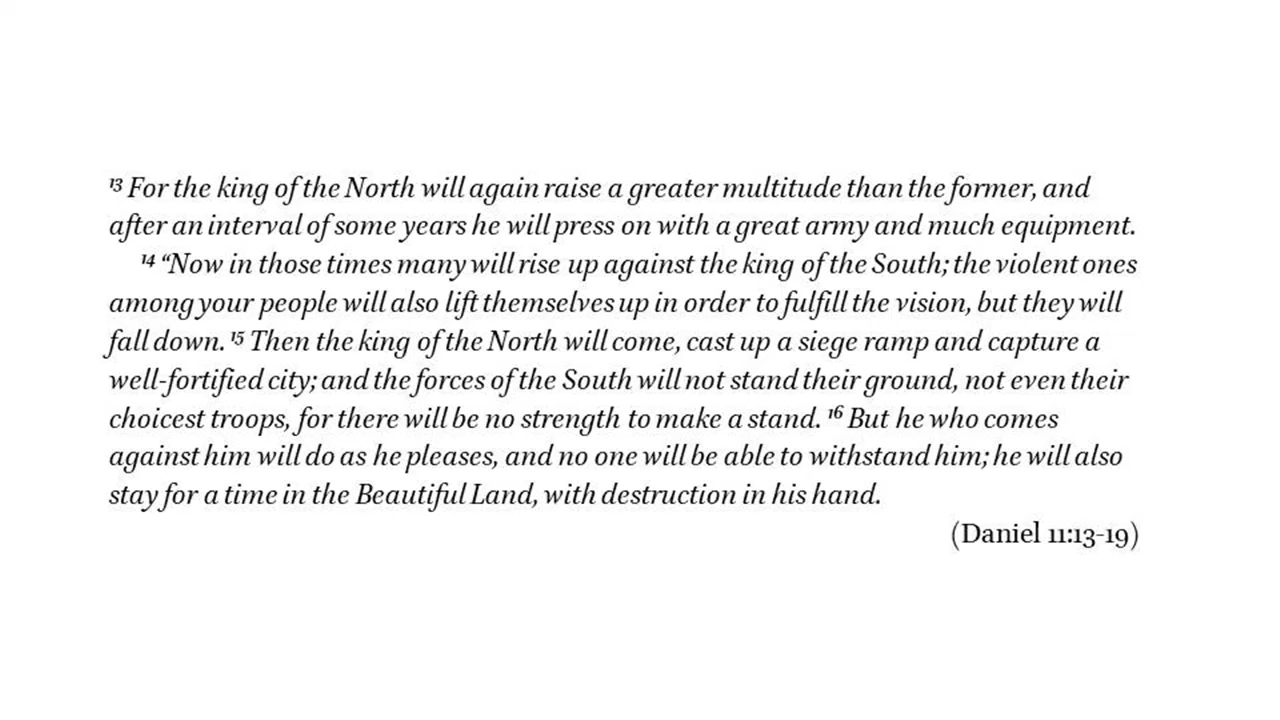 ¹³ For the king of the North will again raise a greater multitude than the former, and
after an interval of some years he will press on with a great army and much equipment.
¹⁴ “Now in those times many will rise up against the king of the South; the violent ones
among your people will also lift themselves up in order to fulfill the vision, but they will
fall down. ¹⁵ Then the king of the North will come, cast up a siege ramp and capture a
well-fortified city; and the forces of the South will not stand their ground, not even their
choicest troops, for there will be no strength to make a stand. ¹⁶ But he who comes
against him will do as he pleases, and no one will be able to withstand him; he will also
stay for a time in the Beautiful Land, with destruction in his hand.
(Daniel 11:13-19)